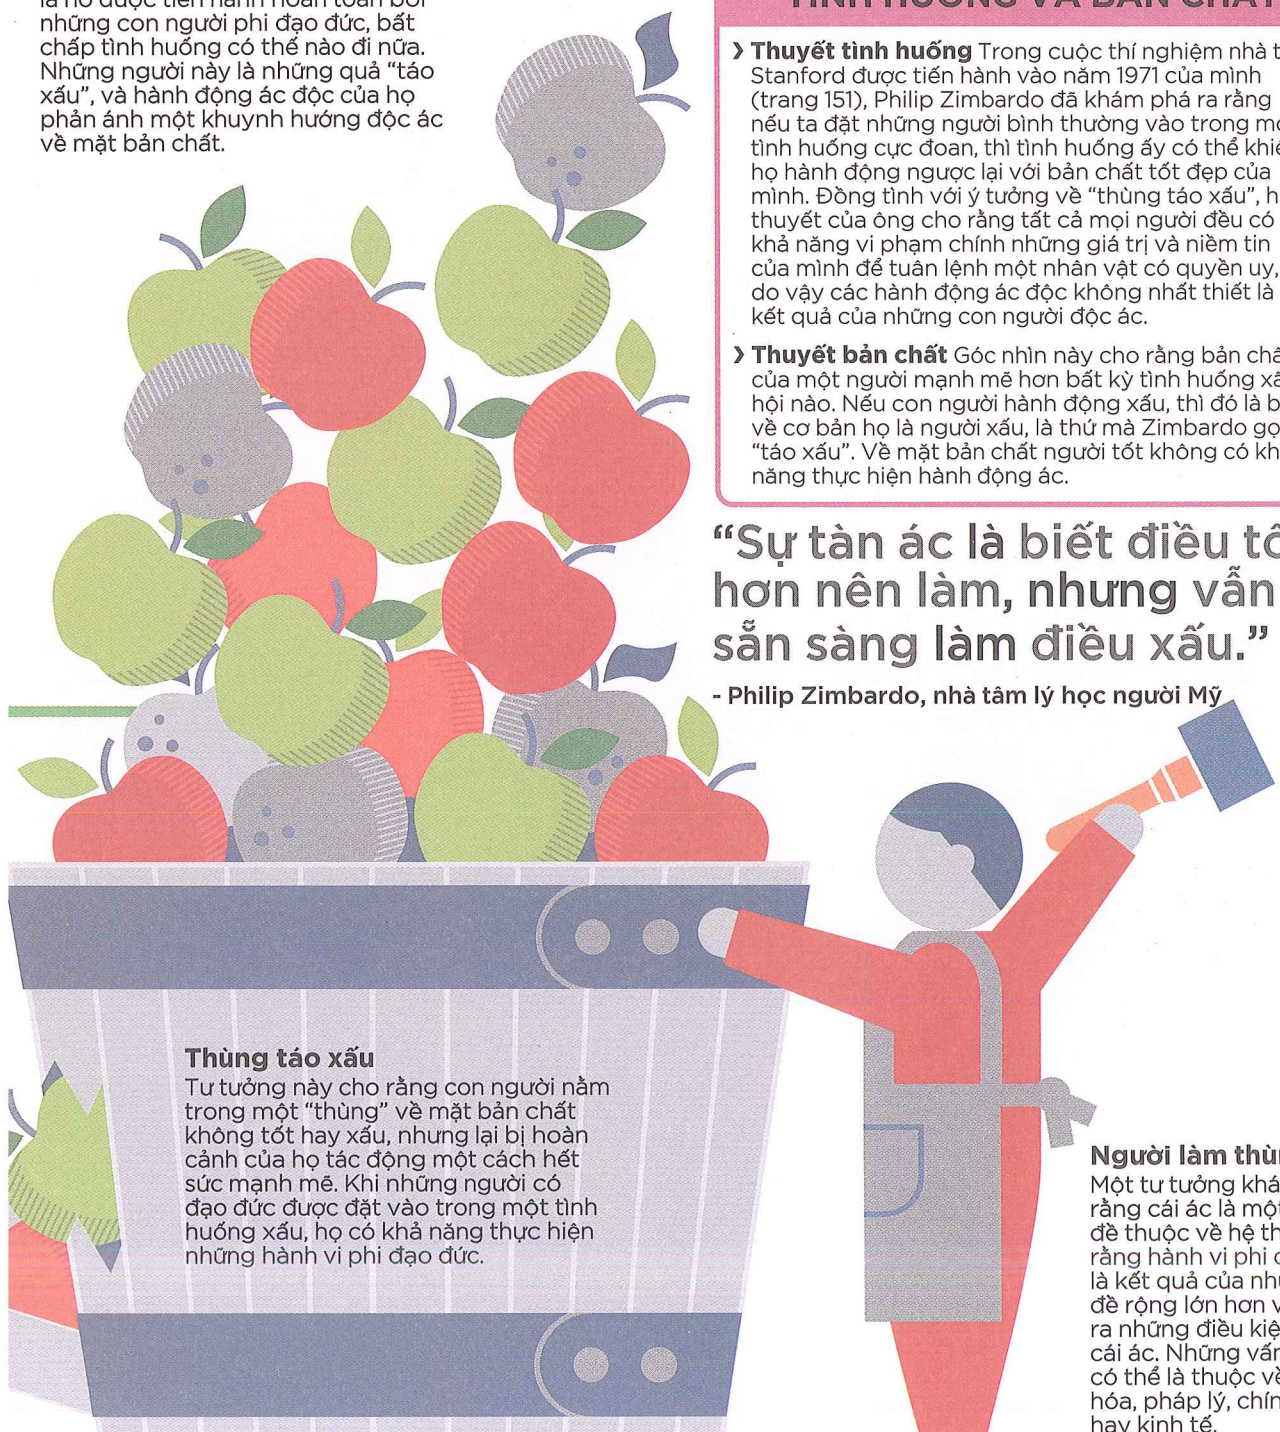 là nó được tiến hành hoàn toàn bởi
những con người phi đạo đức, bất
chấp tình huống có thế nào đi nữa.
Những người này là những quả “táo
xấu”, và hành động ác độc của họ
phản ánh một khuynh hướng độc ác
về mặt bản chất.
TÌNH HUỐNG VÀ BẢN CHẤT
❯ Thuyết tình huống Trong cuộc thí nghiệm nhà
Stanford được tiến hành vào năm 1971 của mình
(trang 151), Philip Zimbardo đã khám phá ra rằng
nếu ta đặt những người bình thường vào trong
tình huống cực đoan, thì tình huống ấy có thể
họ hành động ngược lại với bản chất tốt đẹp của
mình. Đồng tình với ý tưởng về “thùng táo xấu”,
thuyết của ông cho rằng tất cả mọi người đều có
khả năng vi phạm chính những giá trị và niềm tin
của mình để tuân lệnh một nhân vật có quyền uy,
do vậy các hành động ác độc không nhất thiết là
kết quả của những con người độc ác.
❯ Thuyết bản chất Góc nhìn này cho rằng bản
của một người mạnh mẽ hơn bất kỳ tình huống
hội nào. Nếu con người hành động xấu, thì đó là
về cơ bản họ là người xấu, là thứ mà Zimbardo
“táo xấu”. Về mặt bản chất người tốt không có
năng thực hiện hành động ác.
“Sự tàn ác là biết điều
hơn nên làm, nhưng vẫn
sẵn sàng làm điều xấu.”
- Philip Zimbardo, nhà tâm lý học người Mỹ
Thùng táo xấu
Tư tưởng này cho rằng con người nằm
trong một “thùng” về mặt bản chất
không tốt hay xấu, nhưng lại bị hoàn
cảnh của họ tác động một cách hết
sức mạnh mẽ. Khi những người có
đạo đức được đặt vào trong một tình
huống xấu, họ có khả năng thực hiện
những hành vi phi đạo đức.
Người làm
Một tư tưởng
rằng cái ác là một
đề thuộc về hệ
rằng hành vi phi
là kết quả của
đề rộng lớn hơn
ra những điều
cái ác. Những
có thể là thuộc
hóa, pháp lý,
hay kinh tế.